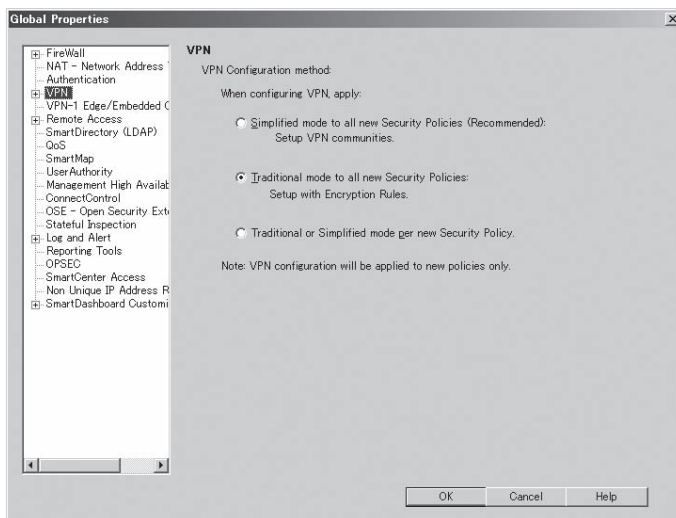 Global Properties
FireWall
NAT - Network Address
Authentication
VPN
VPN-1 Edge/Embedded
Remote Access
SmartDirectory (LDAP)
QoS
SmartMap
UserAuthority
Management High Availab
ConnectControl
OSE - Open Security Exte
Stateful Inspection
Log and Alert
Reporting Tools
OPSEC
SmartCenter Access
Non Unique IP Address R
SmartDashboard Customi
VPN
VPN Configuration method:
When configuring VPN, apply:
Simplified mode to all new Security Policies (Recommended):
Setup VPN communities.
Traditional mode to all new Security Policies:
Setup with Encryption Rules.
Traditional or Simplified mode per new Security Policy.
Note: VPN configuration will be applied to new policies only.
OK Cancel Help